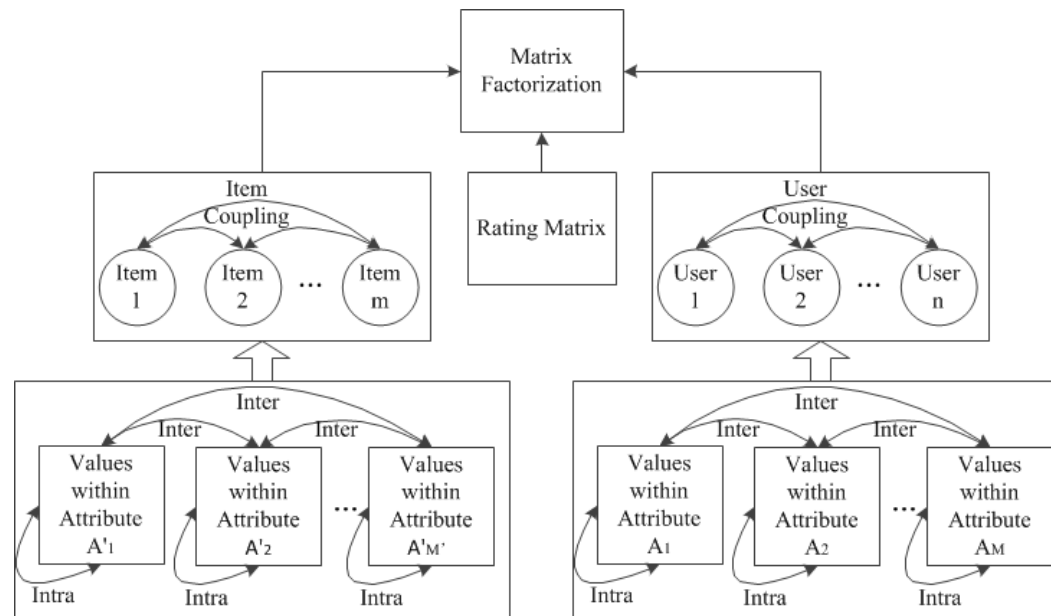 Matrix
Factorization
Rating Matrix
Item
Coupling
Item
1
Item
2
...
Item
m
User
Coupling
User
1
User
2
...
User
n
Inter
Inter
Inter
Values
within
Attribute
A'1
Values
within
Attribute
A'2
...
Values
within
Attribute
A'M'
Intra
Intra
Intra
Inter
Inter
Inter
Values
within
Attribute
A1
Values
within
Attribute
A2
...
Values
within
Attribute
AM
Intra
Intra
Intra